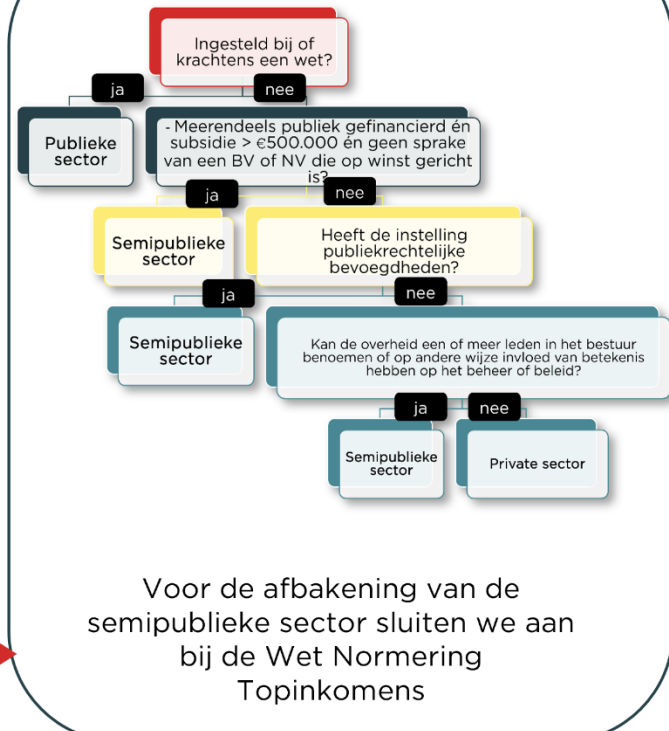 Ingesteld bij of
krachtens een wet?
ja
nee
Publieke
sector
- Meerendeels publiek gefinancierd én
subsidie > €500.000 én geen sprake
van een BV of NV die op winst gericht
is?
ja
nee
Semipublieke
sector
Heeft de instelling
publiekrechtelijke
bevoegdheden?
ja
nee
Semipublieke
sector
Kan de overheid een of meer leden in het bestuur
benoemen of op andere wijze invloed van betekenis
hebben op het beheer of beleid?
ja
nee
Semipublieke
sector
Private sector
Voor de afbakening van de
semipublieke sector sluiten we aan
bij de Wet Normering
Topinkomens